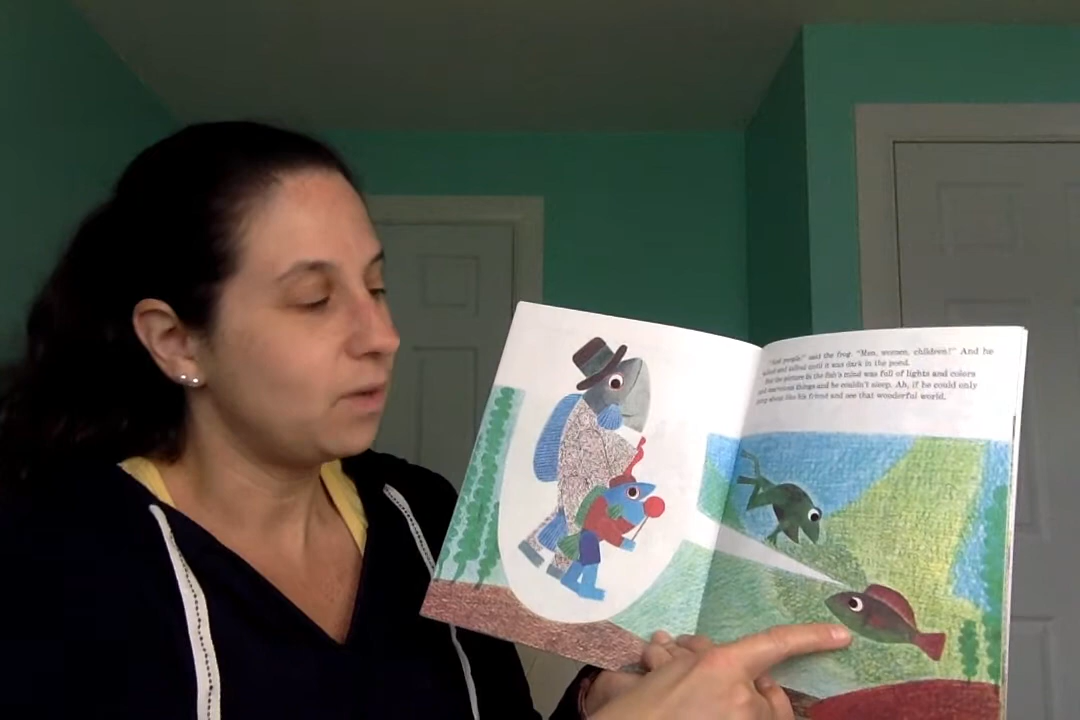 "And people!" said the frog. "Men, women, children!" And he
talked and talked until it was dark in the pond.
But the picture in the fish's mind was full of lights and colors
and marvelous things and he couldn't sleep. Ah, if he could only
jump about like his friend and see that wonderful world.